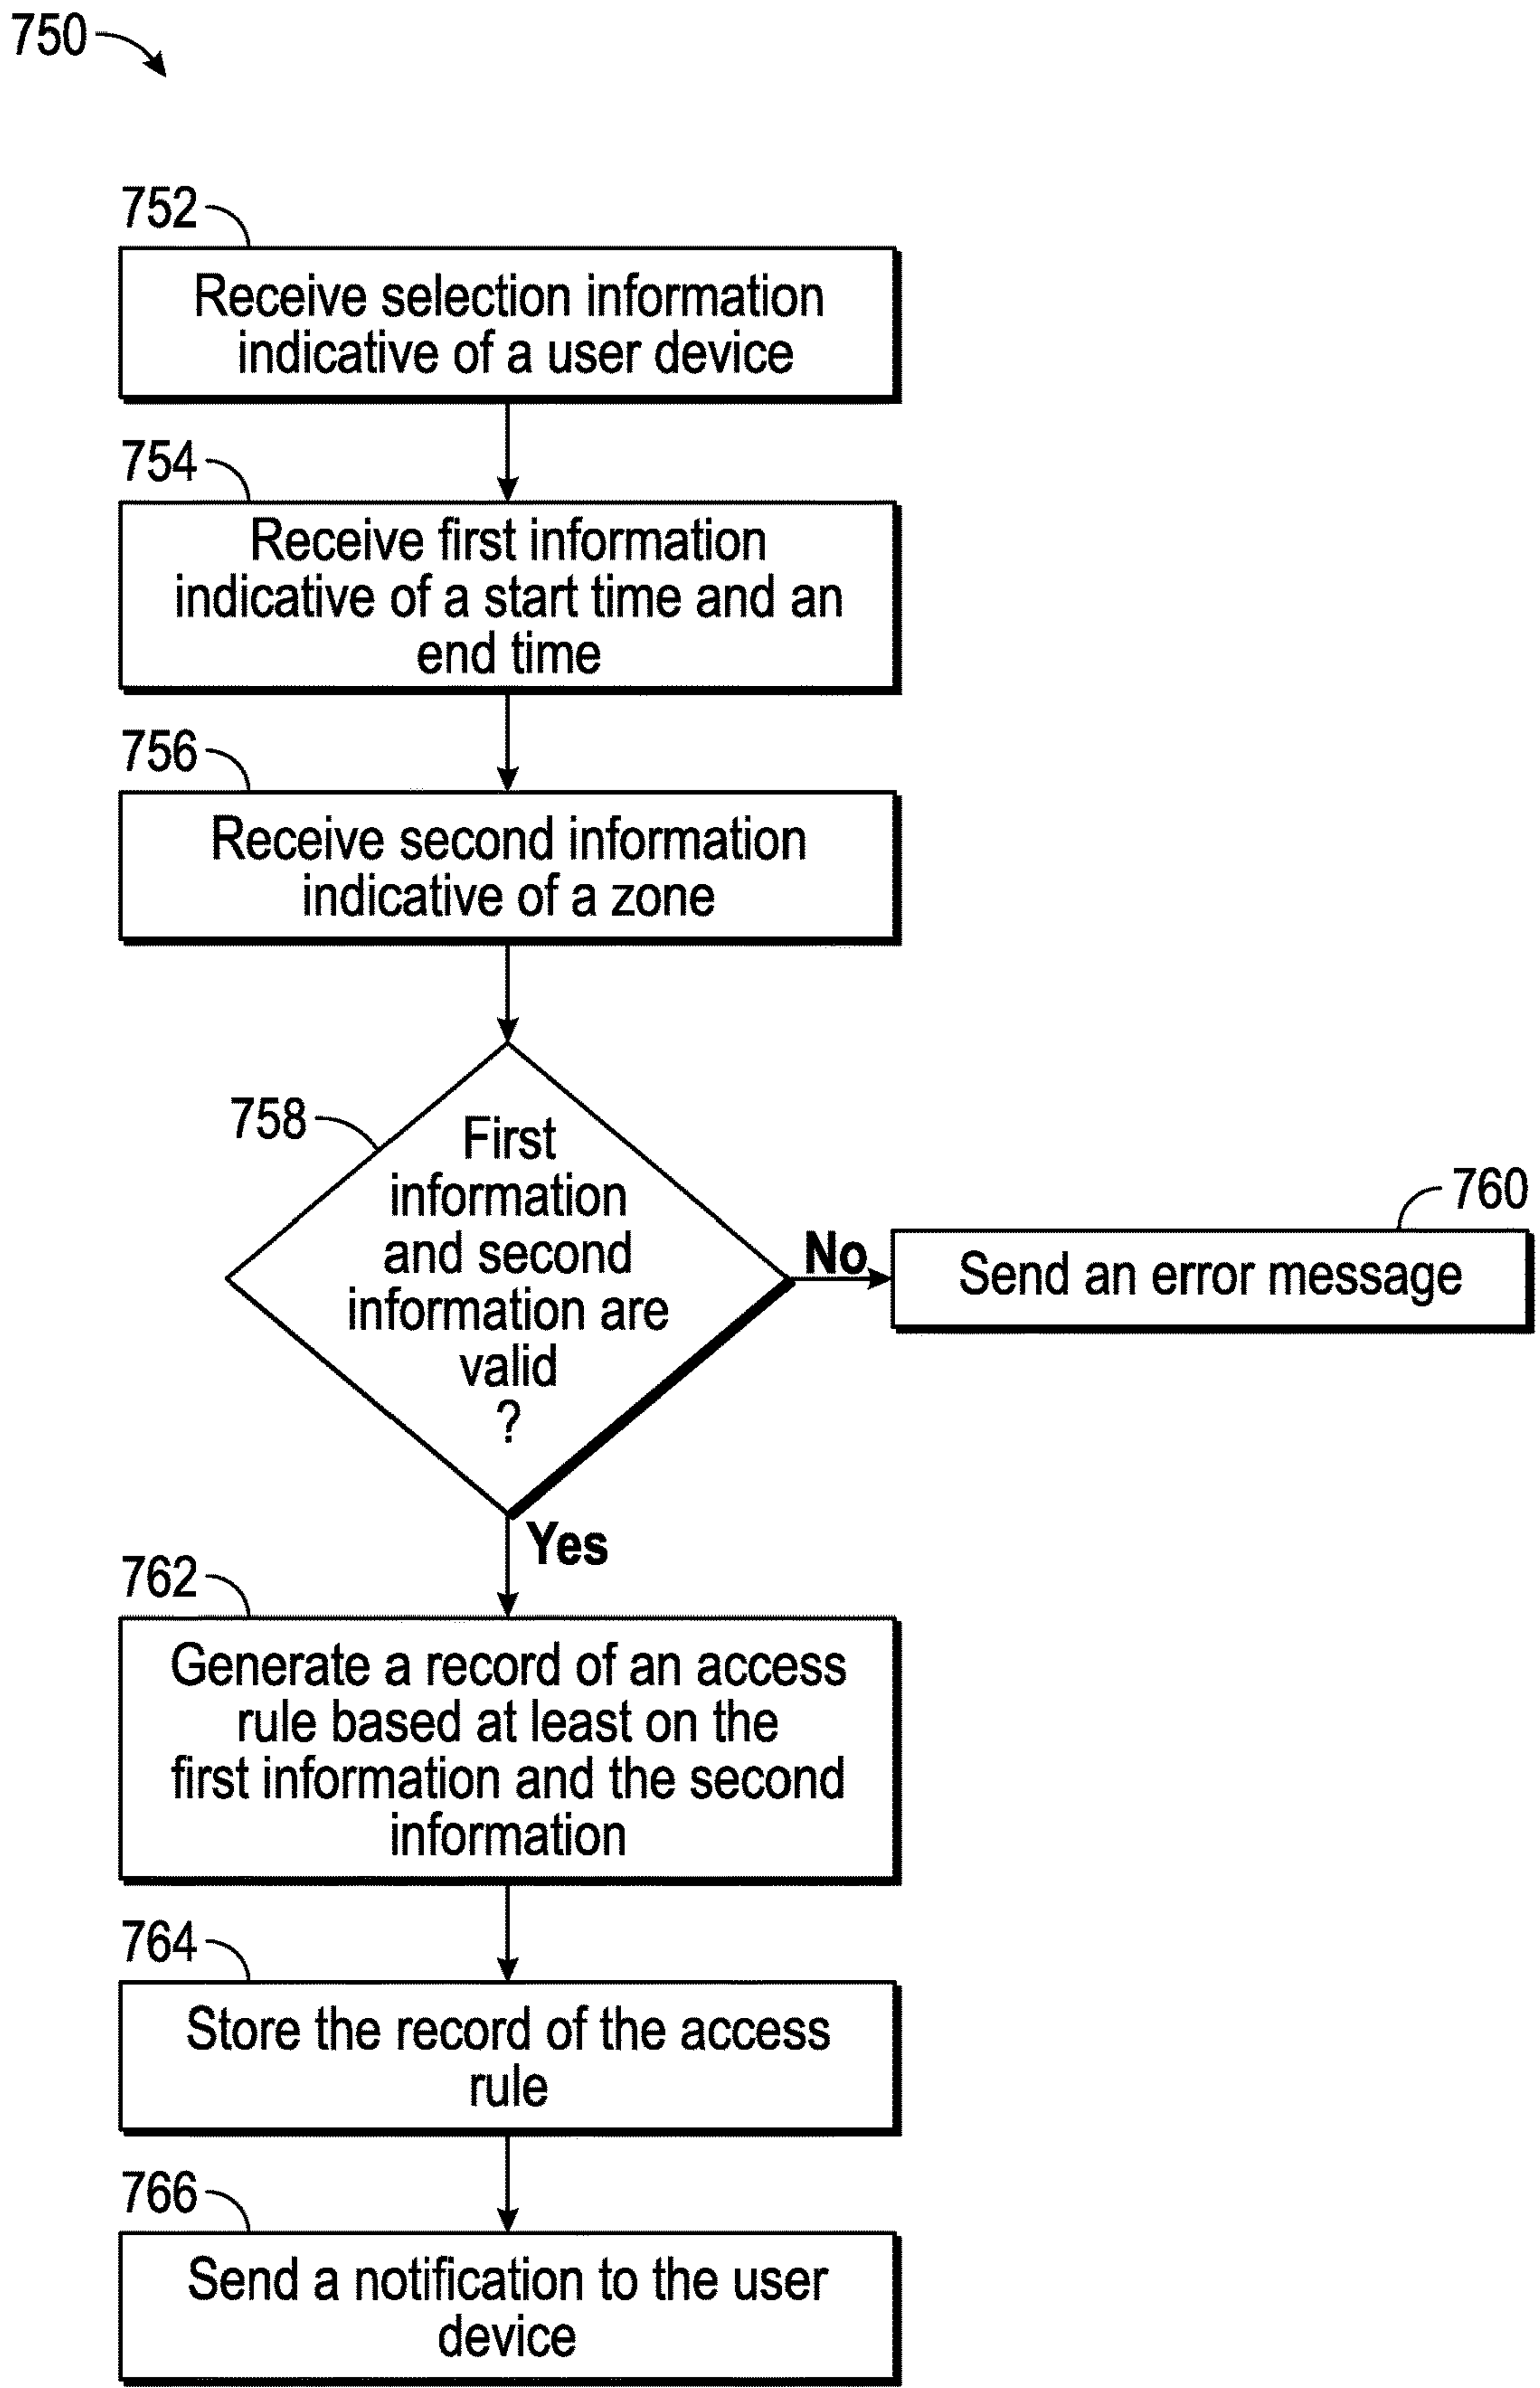 750
752
Receive selection information
indicative of a user device
754
Receive first information
indicative of a start time and an
end time
756
Receive second information
indicative of a zone
758
First
information
and second
information are
valid
?
No
760
Send an error message
Yes
762
Generate a record of an access
rule based at least on the
first information and the second
information
764
Store the record of the access
rule
766
Send a notification to the user
device